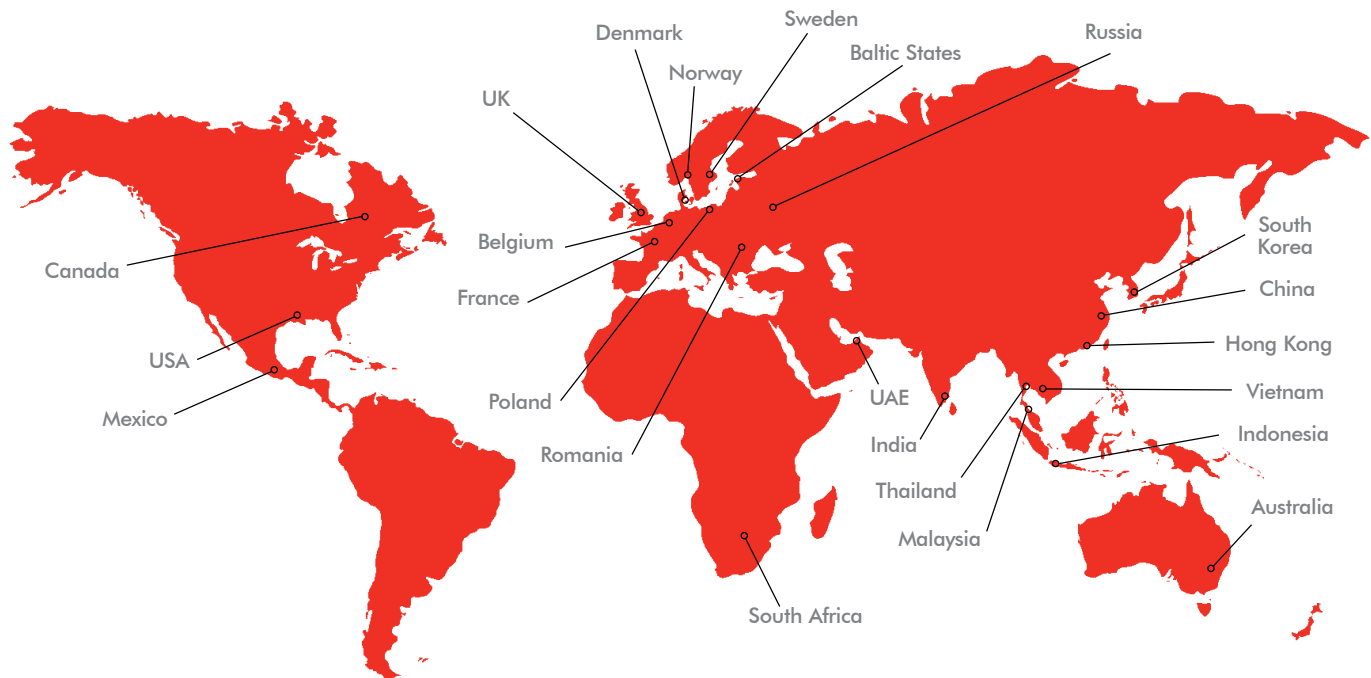 Sweden
Denmark
Russia
Baltic States
Norway
UK
South
Korea
Belgium
Canada
China
France
Hong Kong
USA
Vietnam
UAE
Poland
Mexico
Indonesia
India
Romania
Thailand
Australia
Malaysia
South Africa